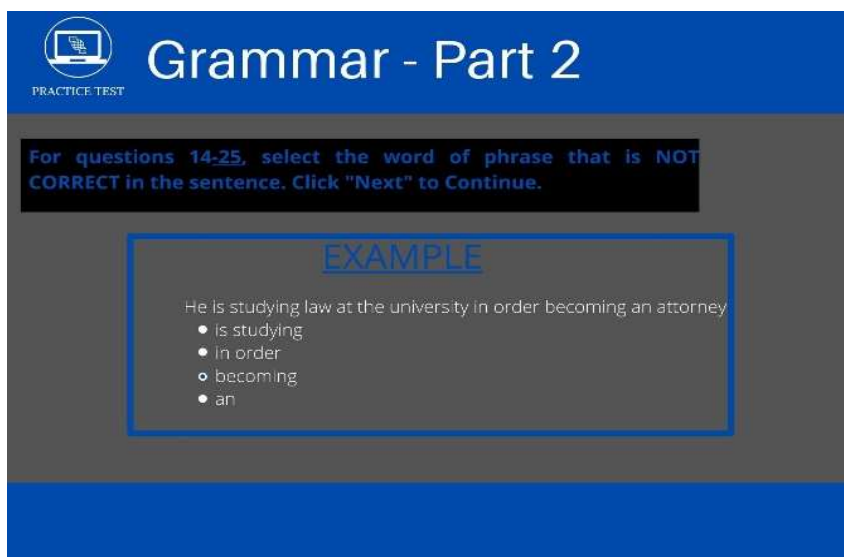 Grammar - Part 2
PRACTICE TEST
For questions 14-25, select the word of phrase that is NOT
CORRECT in the sentence. Click "Next" to Continue.
EXAMPLE
He is studying law at the university in order becoming an attorney
is studying
in order
becoming
an